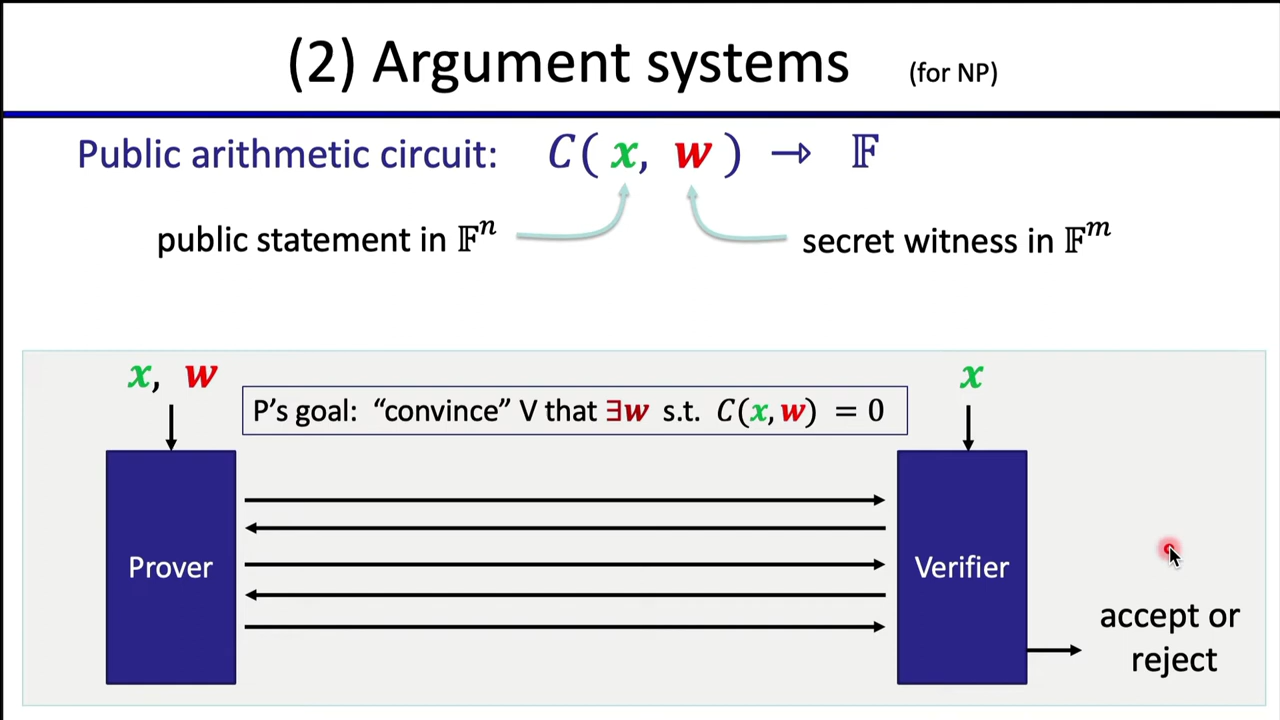 (2) Argument systems (for NP)
Public arithmetic circuit: C( x, w ) → 𝔽
public statement in 𝔽ⁿ
secret witness in 𝔽ᵐ
x, w
x
P’s goal: “convince” V that ∃w s.t. C(x, w) = 0
Prover
Verifier
accept or
reject